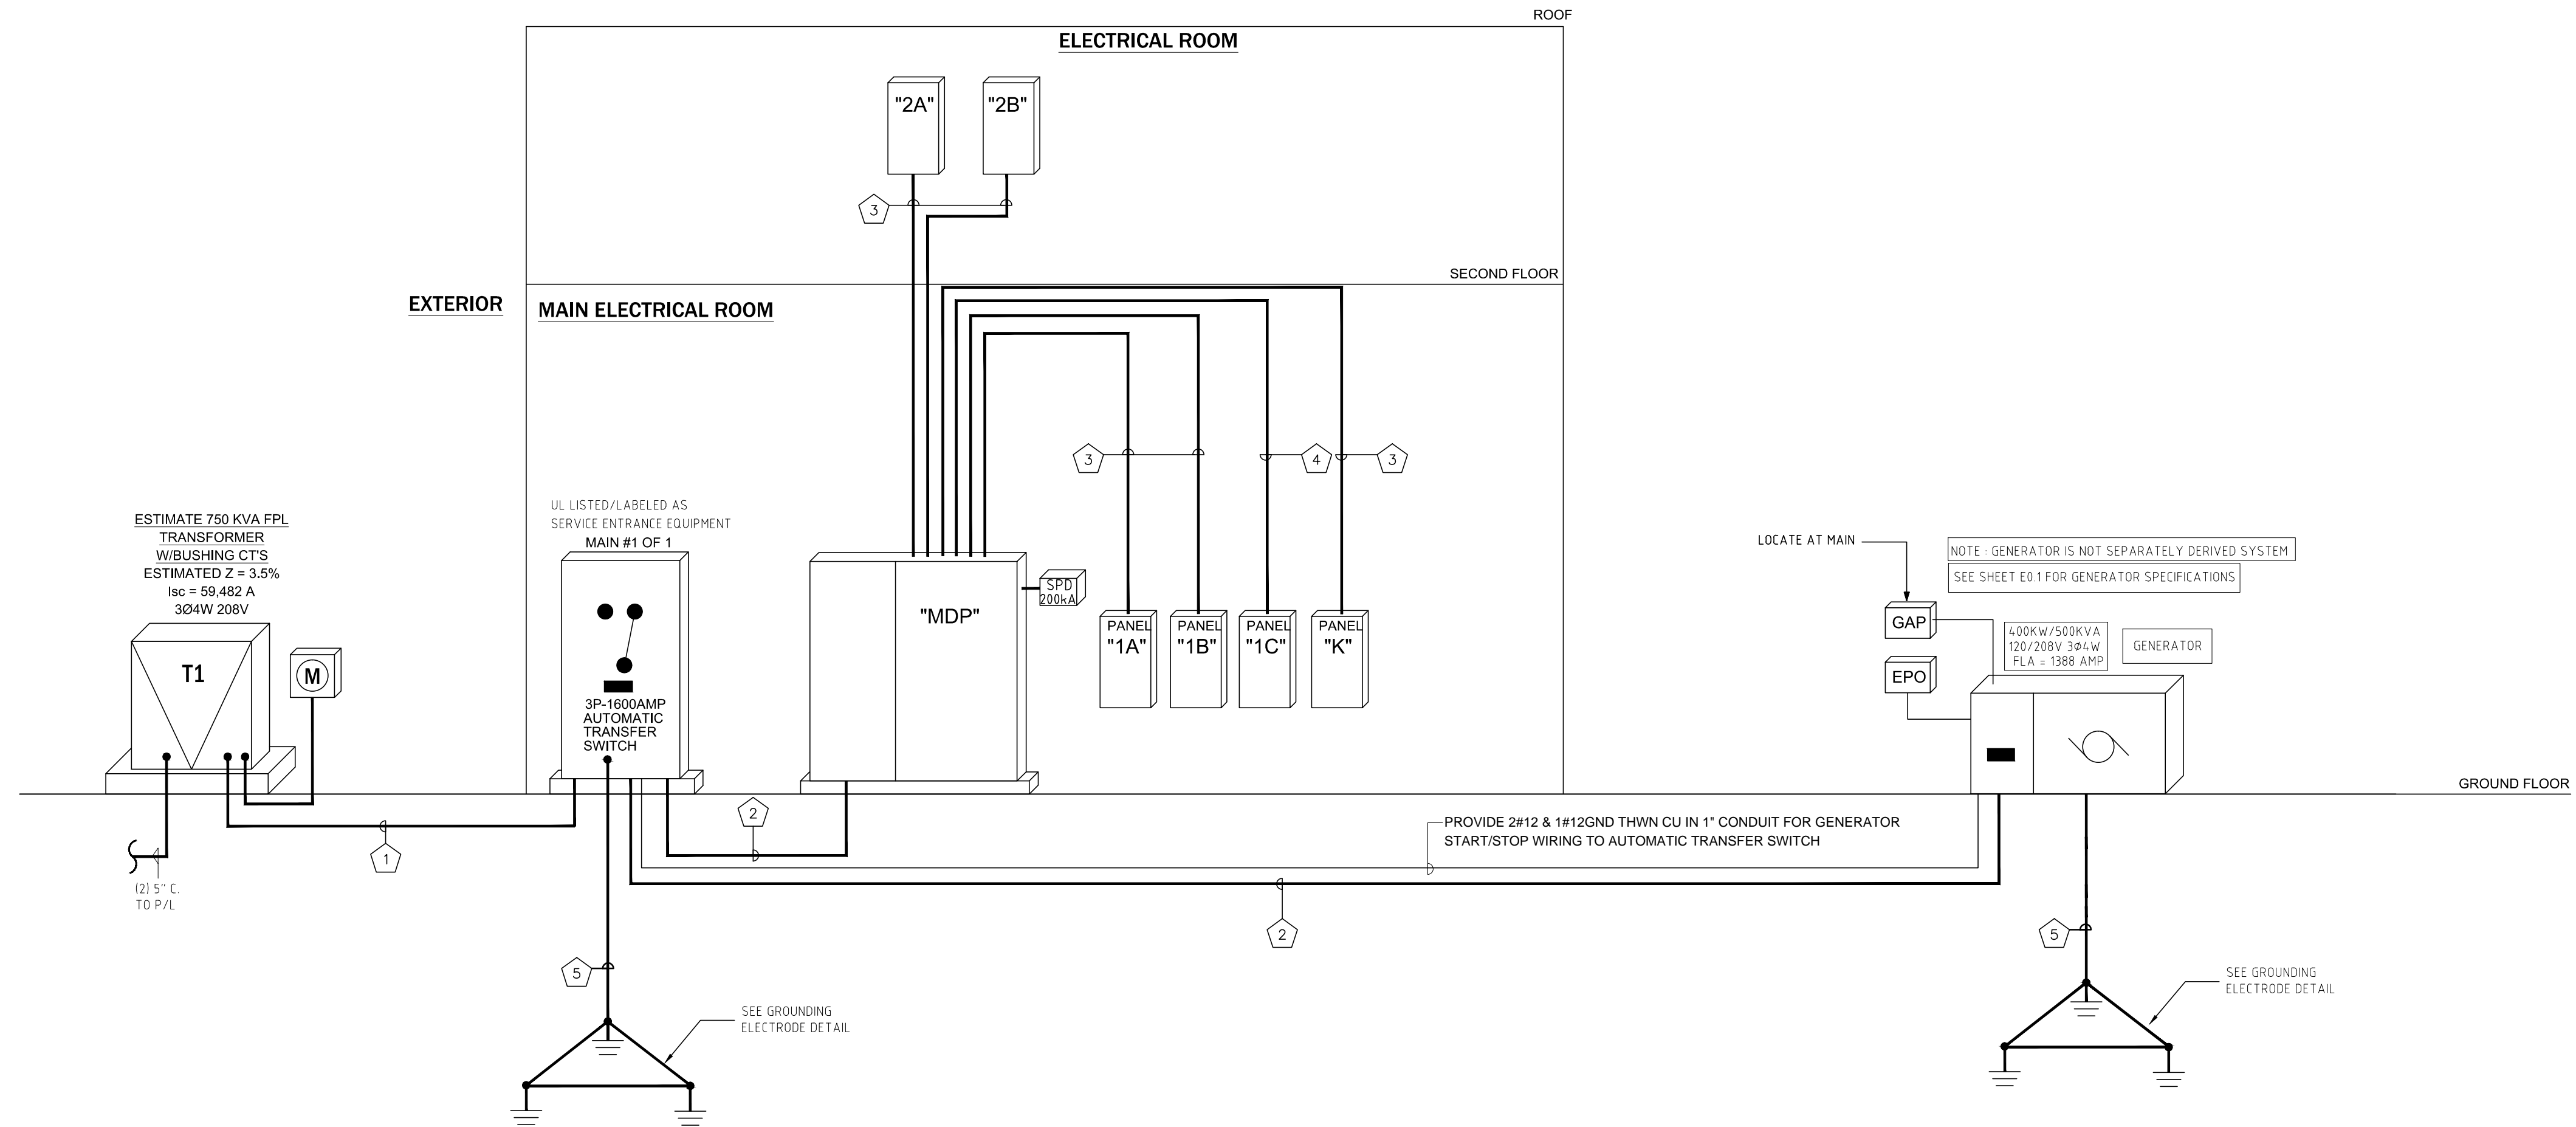 ROOF
ELECTRICAL ROOM
"2A"
"2B"
3
SECOND FLOOR
EXTERIOR
MAIN ELECTRICAL ROOM
3
4
3
ESTIMATE 750 KVA FPL
TRANSFORMER
W/BUSHING CT'S
ESTIMATED Z = 3.5%
Isc = 59,482 A
3Ø4W 208V
T1
M
UL LISTED/LABELED AS
SERVICE ENTRANCE EQUIPMENT
MAIN #1 OF 1
3P-1600AMP
AUTOMATIC
TRANSFER
SWITCH
"MDP"
SPD
200kA
PANEL
"1A"
PANEL
"1B"
PANEL
"1C"
PANEL
"K"
LOCATE AT MAIN
NOTE : GENERATOR IS NOT SEPARATELY DERIVED SYSTEM
SEE SHEET E0.1 FOR GENERATOR SPECIFICATIONS
GAP
EPO
400KW/500KVA
120/208V 3Ø4W
FLA = 1388 AMP
GENERATOR
GROUND FLOOR
1
2
PROVIDE 2#12 & 1#12GND THWN CU IN 1" CONDUIT FOR GENERATOR
START/STOP WIRING TO AUTOMATIC TRANSFER SWITCH
(2) 5" C.
TO P/L
2
5
5
SEE GROUNDING
ELECTRODE DETAIL
SEE GROUNDING
ELECTRODE DETAIL